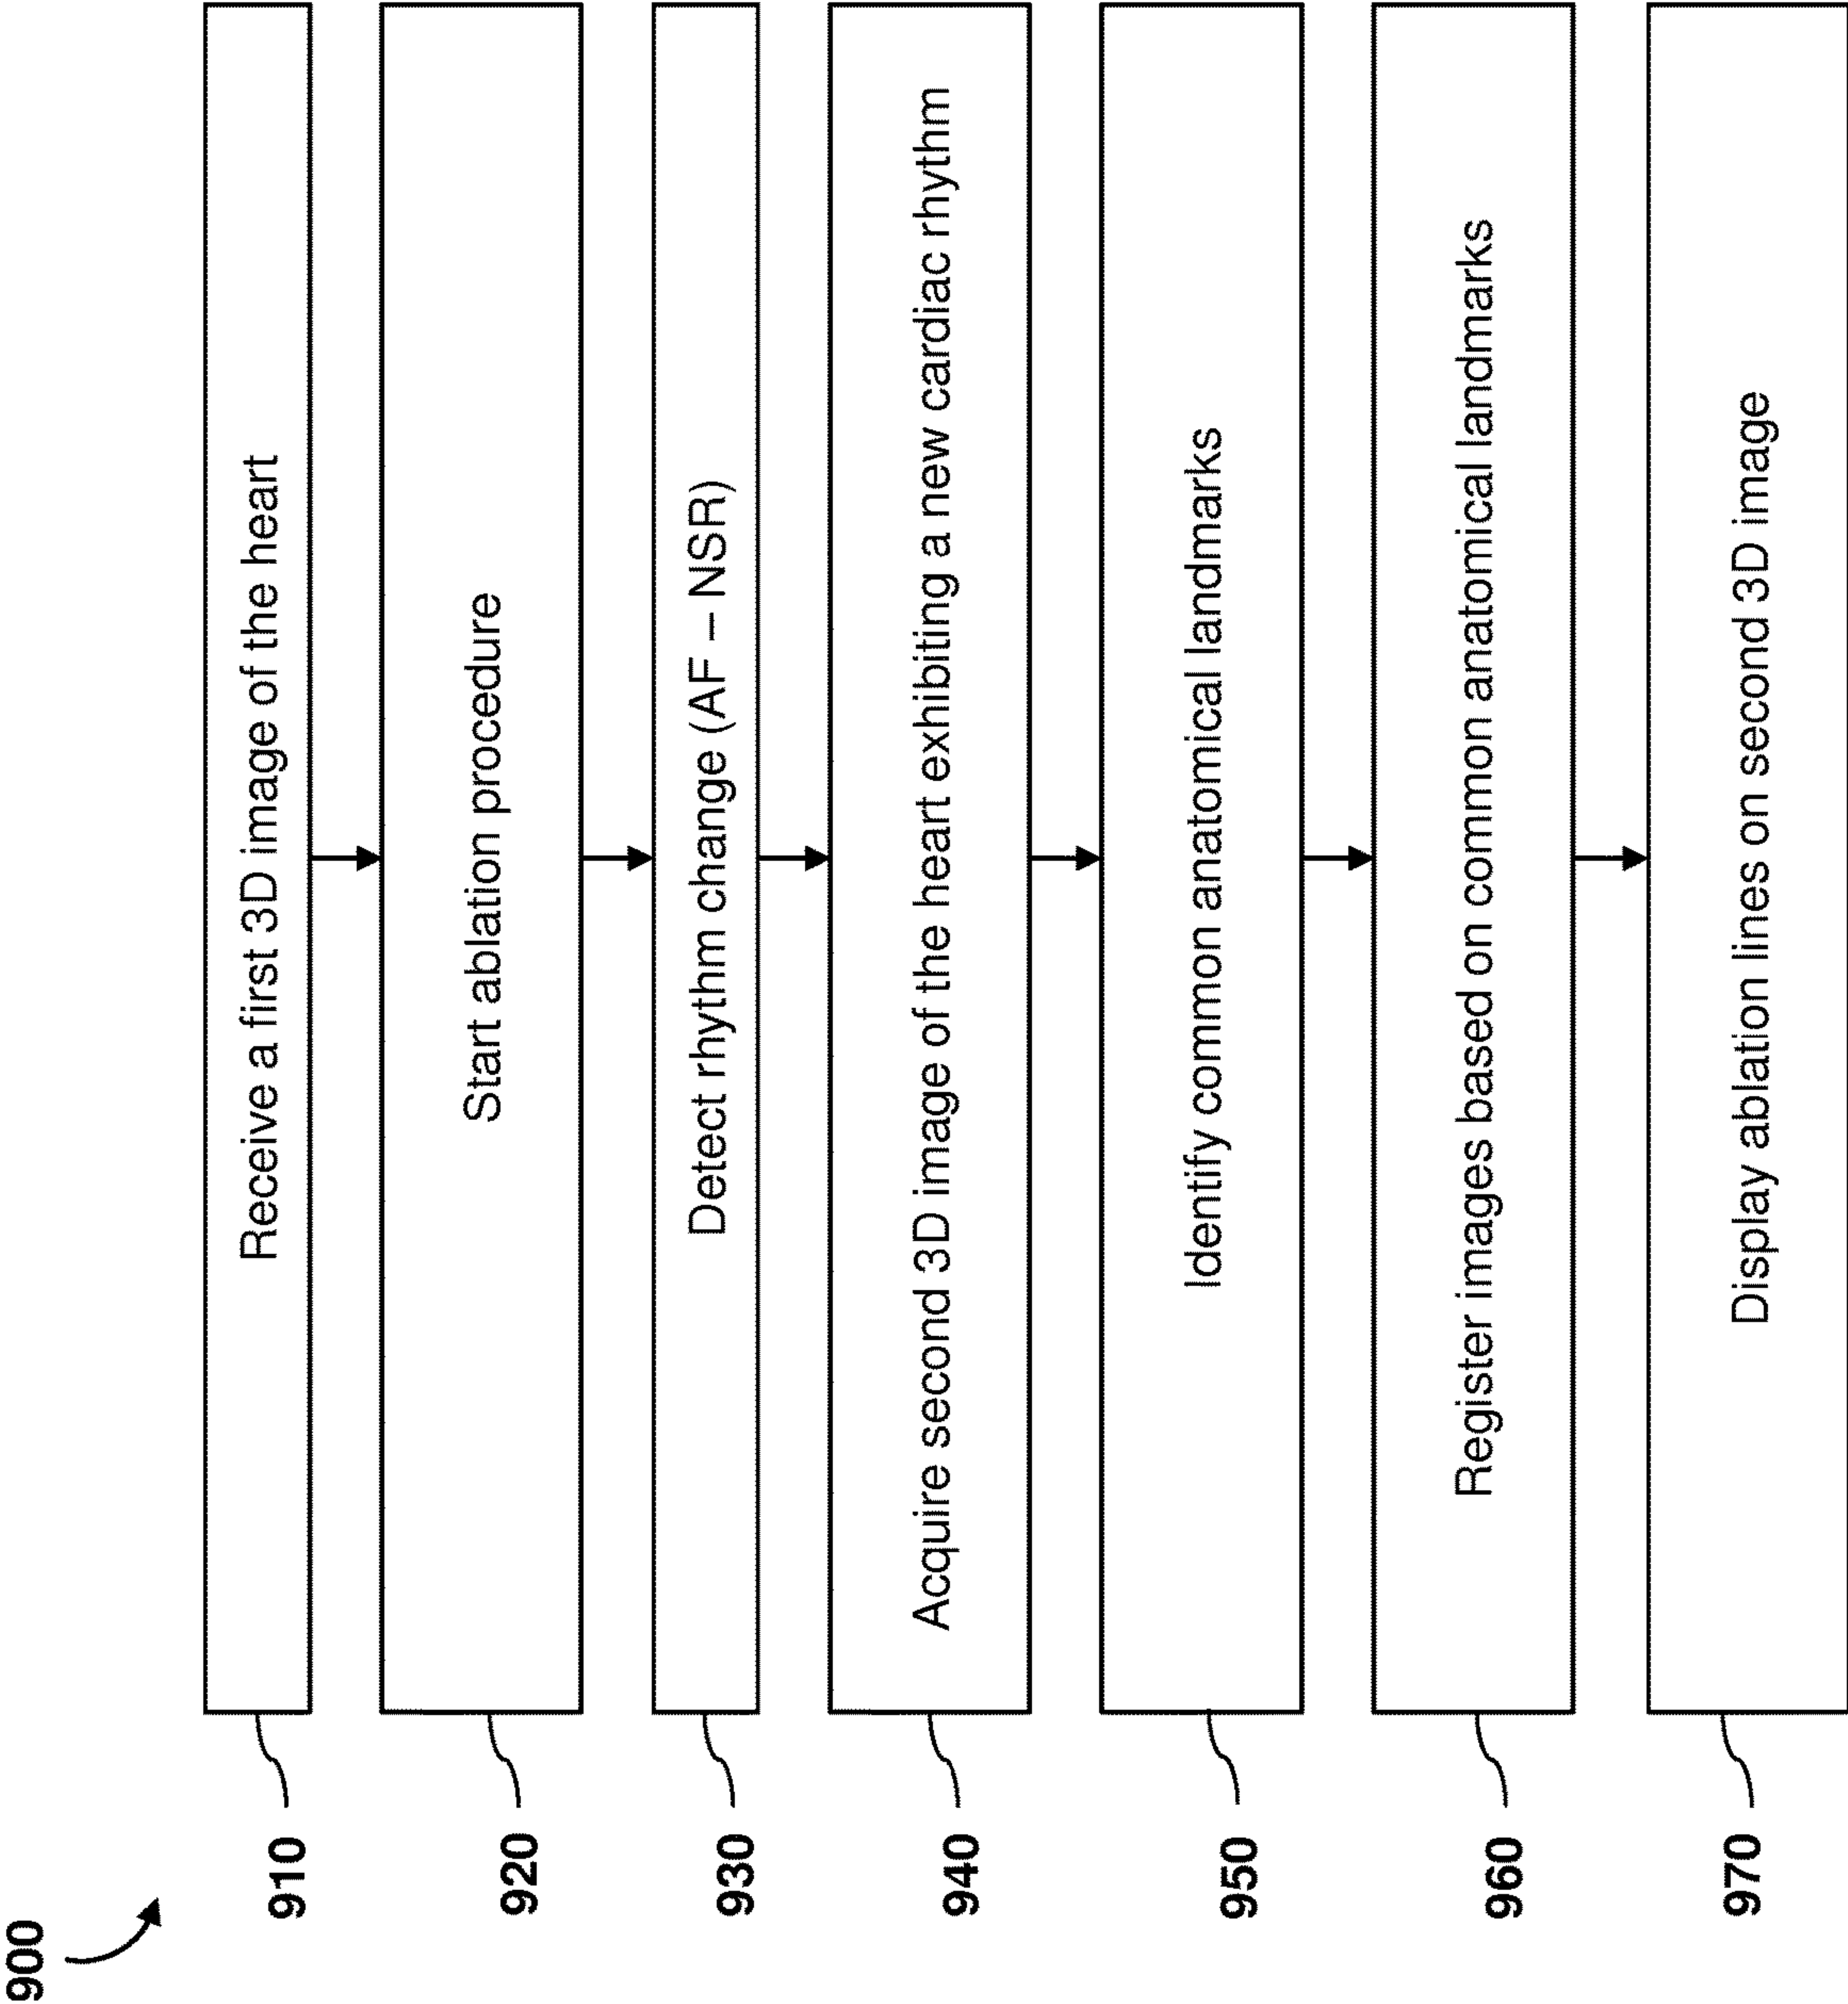 900
910
Receive a first 3D image of the heart
920
Start ablation procedure
930
Detect rhythm change (AF – NSR)
940
Acquire second 3D image of the heart exhibiting a new cardiac rhythm
950
Identify common anatomical landmarks
960
Register images based on common anatomical landmarks
970
Display ablation lines on second 3D image